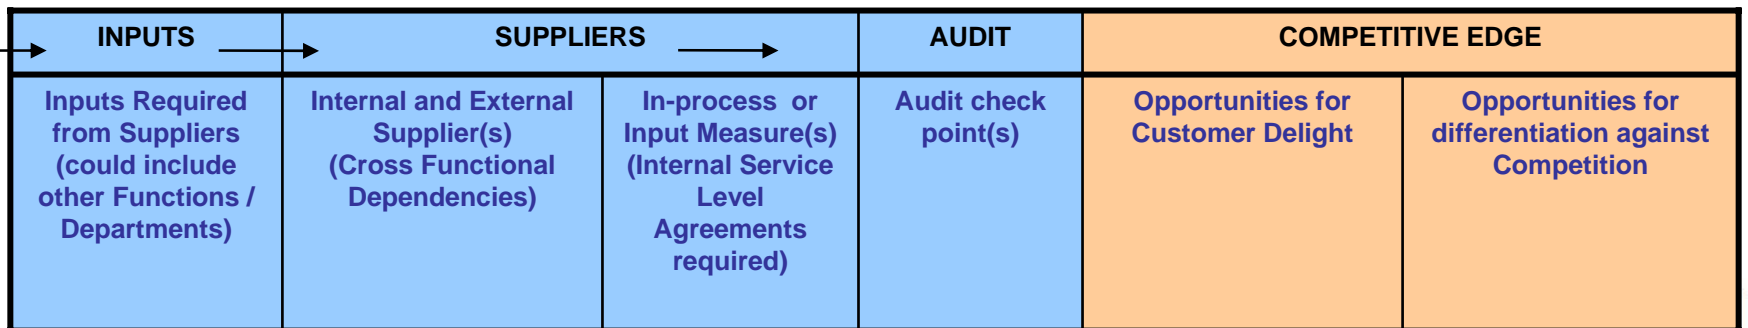 INPUTS
SUPPLIERS
AUDIT
COMPETITIVE EDGE
Inputs Required
from Suppliers
(could include
other Functions /
Departments)
Internal and External
Supplier(s)
(Cross Functional
Dependencies)
In-process or
Input Measure(s)
(Internal Service
Level
Agreements
required)
Audit check
point(s)
Opportunities for
Customer Delight
Opportunities for
differentiation against
Competition